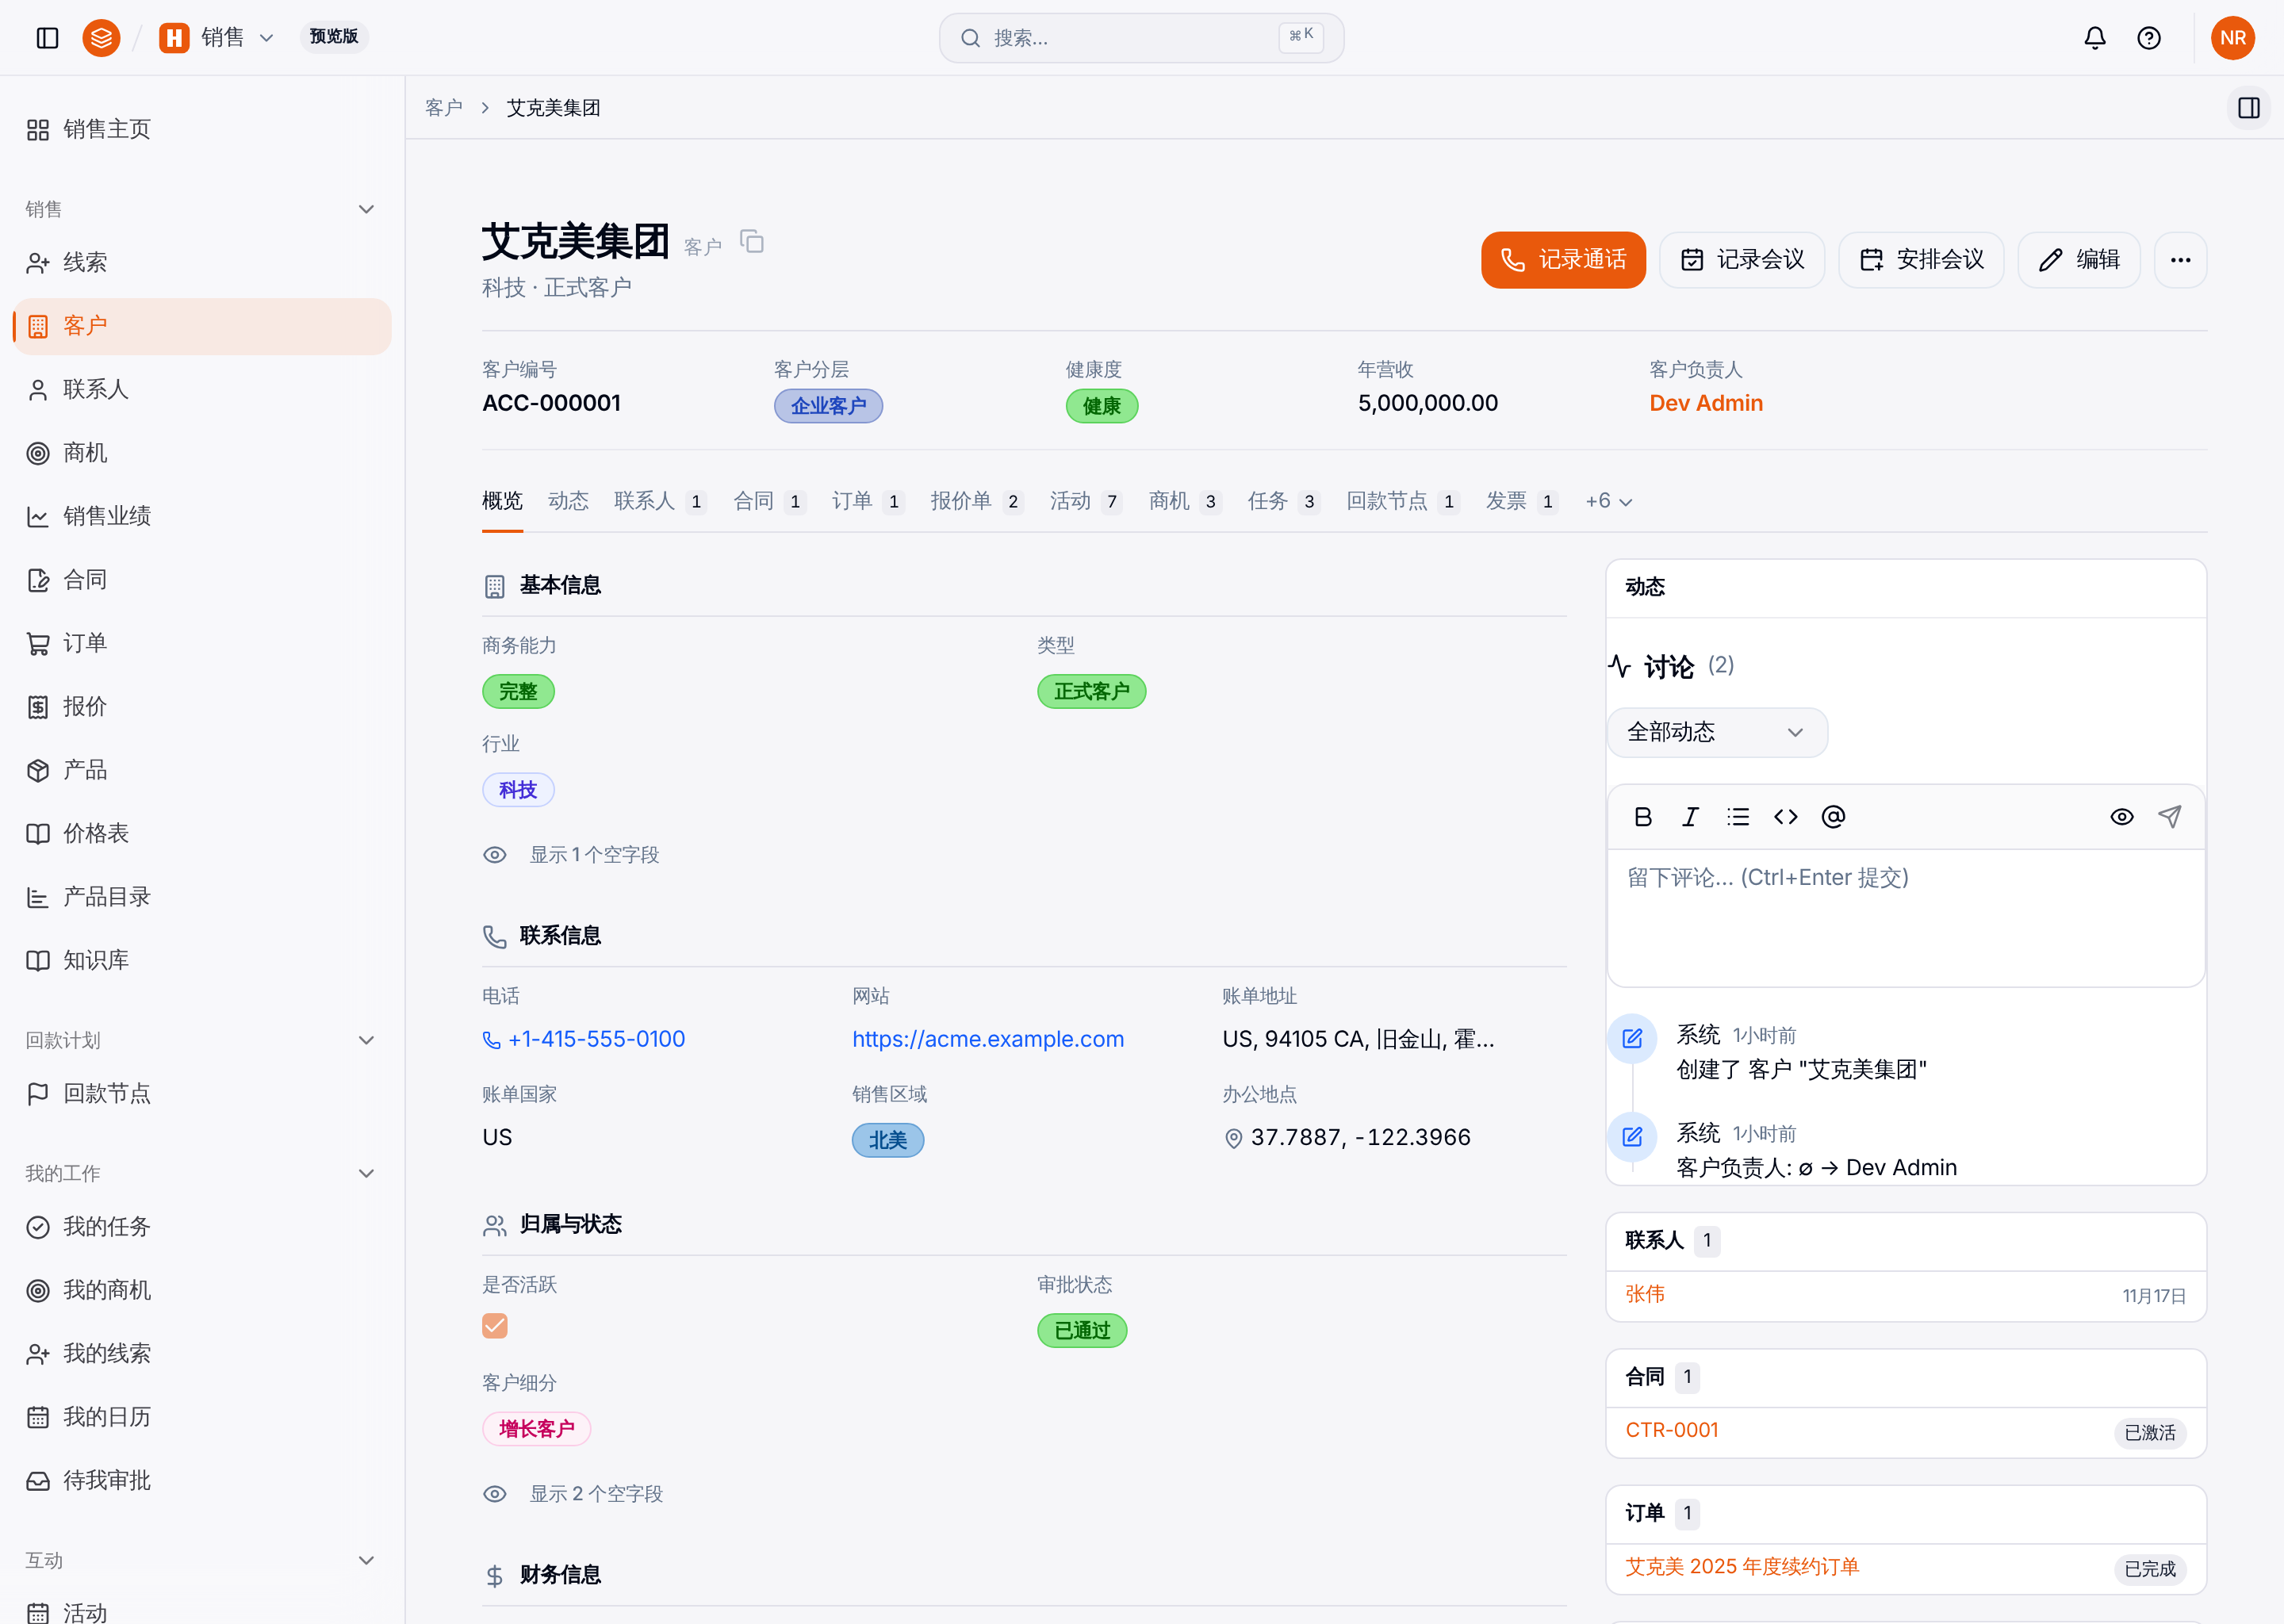 H 销售 预览版
搜索... ⌘K
NR
销售主页
销售
线索
客户
联系人
商机
销售业绩
合同
订单
报价
产品
价格表
产品目录
知识库
回款计划
回款节点
我的工作
我的任务
我的商机
我的线索
我的日历
待我审批
互动
活动
客户 > 艾克美集团
艾克美集团 客户
科技 · 正式客户
记录通话 记录会议 安排会议 编辑
客户编号 客户分层 健康度 年营收 客户负责人
ACC-000001 企业客户 健康 5,000,000.00 Dev Admin
概览 动态 联系人 1 合同 1 订单 1 报价单 2 活动 7 商机 3 任务 3 回款节点 1 发票 1 +6
基本信息
商务能力 类型
完整 正式客户
行业
科技
显示 1 个空字段
联系信息
电话 网站 账单地址
+1-415-555-0100 https://acme.example.com US, 94105 CA, 旧金山, 霍...
账单国家 销售区域 办公地点
US 北美 37.7887, -122.3966
归属与状态
是否活跃 审批状态
已通过
客户细分
增长客户
显示 2 个空字段
财务信息
动态
讨论 (2)
全部动态
留下评论... (Ctrl+Enter 提交)
系统 1小时前
创建了 客户 "艾克美集团"
系统 1小时前
客户负责人: ∅ → Dev Admin
联系人 1
张伟 11月17日
合同 1
CTR-0001 已激活
订单 1
艾克美 2025 年度续约订单 已完成